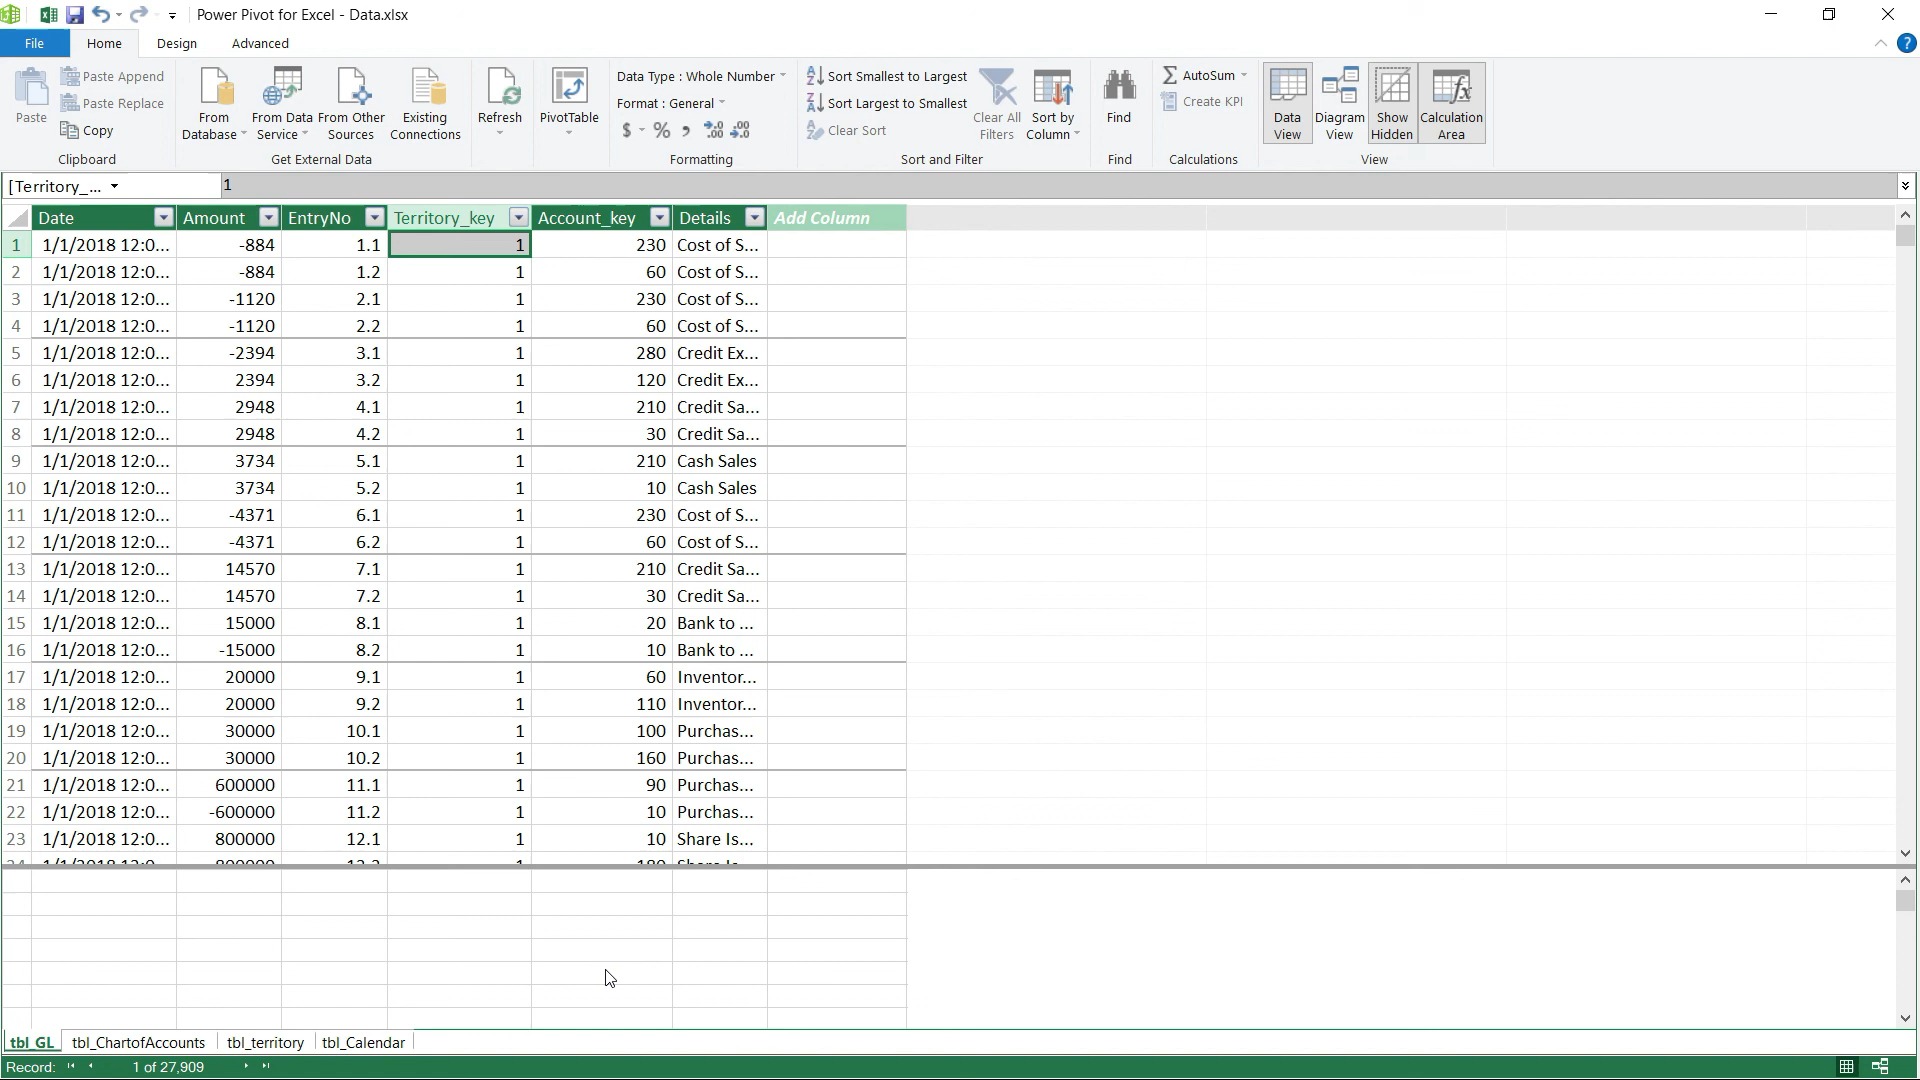 Power Pivot for Excel - Data.xlsx
File Home Design Advanced
Paste
Paste Append
Paste Replace
Copy
Clipboard
From Database
From Data Service
From Other Sources
Existing Connections
Get External Data
Refresh
PivotTable
Data Type : Whole Number
Format : General
$ % ,
Formatting
Sort Smallest to Largest
Sort Largest to Smallest
Clear Sort
Clear All Filters
Sort by Column
Sort and Filter
Find
Find
AutoSum
Create KPI
Calculations
Data View
Diagram View
Show Hidden
Calculation Area
View
[Territory_... 1
Date Amount EntryNo Territory_key Account_key Details Add Column
1 1/1/2018 12:0... -884 1.1 1 230 Cost of S...
2 1/1/2018 12:0... -884 1.2 1 60 Cost of S...
3 1/1/2018 12:0... -1120 2.1 1 230 Cost of S...
4 1/1/2018 12:0... -1120 2.2 1 60 Cost of S...
5 1/1/2018 12:0... -2394 3.1 1 280 Credit Ex...
6 1/1/2018 12:0... 2394 3.2 1 120 Credit Ex...
7 1/1/2018 12:0... 2948 4.1 1 210 Credit Sa...
8 1/1/2018 12:0... 2948 4.2 1 30 Credit Sa...
9 1/1/2018 12:0... 3734 5.1 1 210 Cash Sales
10 1/1/2018 12:0... 3734 5.2 1 10 Cash Sales
11 1/1/2018 12:0... -4371 6.1 1 230 Cost of S...
12 1/1/2018 12:0... -4371 6.2 1 60 Cost of S...
13 1/1/2018 12:0... 14570 7.1 1 210 Credit Sa...
14 1/1/2018 12:0... 14570 7.2 1 30 Credit Sa...
15 1/1/2018 12:0... 15000 8.1 1 20 Bank to ...
16 1/1/2018 12:0... -15000 8.2 1 10 Bank to ...
17 1/1/2018 12:0... 20000 9.1 1 60 Inventor...
18 1/1/2018 12:0... 20000 9.2 1 110 Inventor...
19 1/1/2018 12:0... 30000 10.1 1 100 Purchas...
20 1/1/2018 12:0... 30000 10.2 1 160 Purchas...
21 1/1/2018 12:0... 600000 11.1 1 90 Purchas...
22 1/1/2018 12:0... -600000 11.2 1 10 Purchas...
23 1/1/2018 12:0... 800000 12.1 1 10 Share Is...
tbl_GL tbl_ChartofAccounts tbl_territory tbl_Calendar
Record: 1 of 27,909